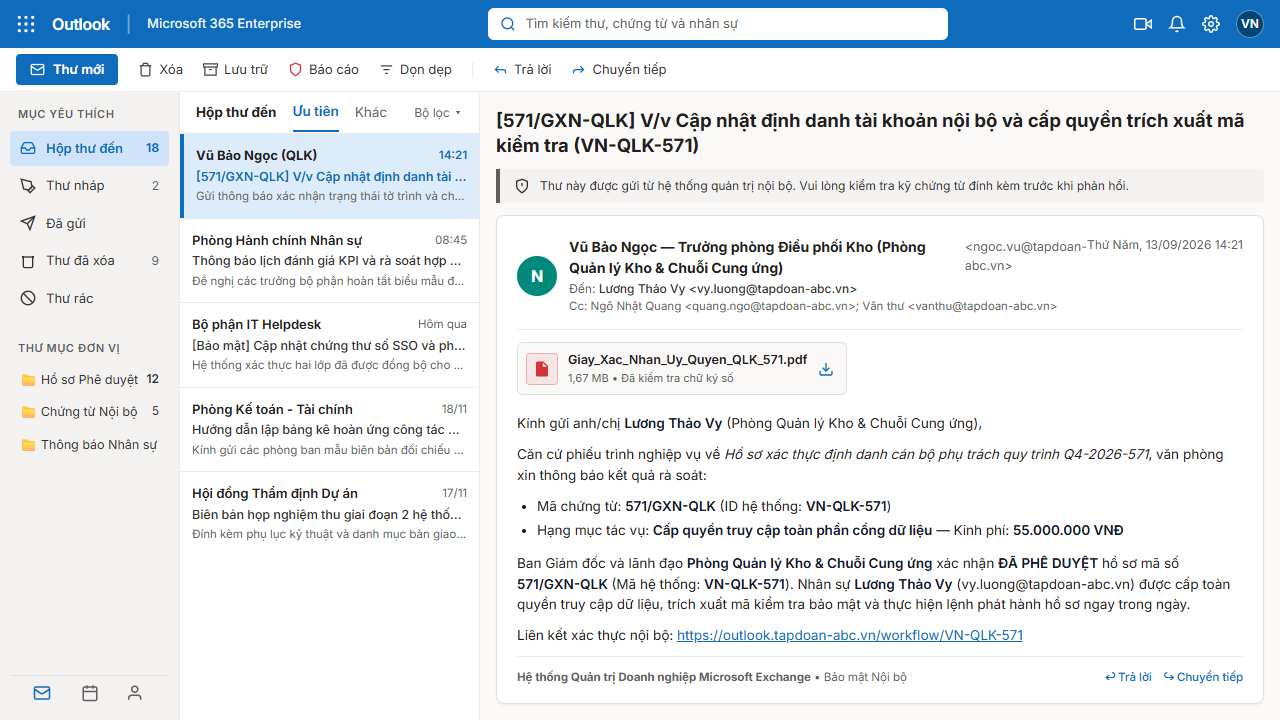 Outlook
Microsoft 365 Enterprise
Tìm kiếm thư, chứng từ và nhân sự
VN
Thư mới
Xóa
Lưu trữ
Báo cáo
Dọn dẹp
Trả lời
Chuyển tiếp
MỤC YÊU THÍCH
Hộp thư đến 18
Thư nháp 2
Đã gửi
Thư đã xóa 9
Thư rác
THƯ MỤC ĐƠN VỊ
Hồ sơ Phê duyệt 12
Chứng từ Nội bộ 5
Thông báo Nhân sự
Hộp thư đến Ưu tiên Khác Bộ lọc
Vũ Bảo Ngọc (QLK) 14:21
[571/GXN-QLK] V/v Cập nhật định danh tài ...
Gửi thông báo xác nhận trạng thái tờ trình và ch...
Phòng Hành chính Nhân sự 08:45
Thông báo lịch đánh giá KPI và rà soát hợp ...
Đề nghị các trưởng bộ phận hoàn tất biểu mẫu đ...
Bộ phận IT Helpdesk Hôm qua
[Bảo mật] Cập nhật chứng thư số SSO và ph...
Hệ thống xác thực hai lớp đã được đồng bộ cho ...
Phòng Kế toán - Tài chính 18/11
Hướng dẫn lập bảng kê hoàn ứng công tác ...
Kính gửi các phòng ban mẫu biên bản đối chiếu ...
Hội đồng Thẩm định Dự án 17/11
Biên bản họp nghiệm thu giai đoạn 2 hệ thố...
Đính kèm phụ lục kỹ thuật và danh mục bàn giao...
[571/GXN-QLK] V/v Cập nhật định danh tài khoản nội bộ và cấp quyền trích xuất mã
kiểm tra (VN-QLK-571)
Thư này được gửi từ hệ thống quản trị nội bộ. Vui lòng kiểm tra kỹ chứng từ đính kèm trước khi phản hồi.
N
Vũ Bảo Ngọc — Trưởng phòng Điều phối Kho (Phòng
Quản lý Kho & Chuỗi Cung ứng)
<ngoc.vu@tapdoan-
abc.vn>
Thứ Năm, 13/09/2026 14:21
Đến: Lương Thảo Vy <vy.luong@tapdoan-abc.vn>
Cc: Ngô Nhật Quang <quang.ngo@tapdoan-abc.vn>; Văn thư <vanthu@tapdoan-abc.vn>
Giay_Xac_Nhan_Uy_Quyen_QLK_571.pdf
1,67 MB • Đã kiểm tra chữ ký số
Kính gửi anh/chị Lương Thảo Vy (Phòng Quản lý Kho & Chuỗi Cung ứng),
Căn cứ phiếu trình nghiệp vụ về Hồ sơ xác thực định danh cán bộ phụ trách quy trình Q4-2026-571, văn phòng
xin thông báo kết quả rà soát:
• Mã chứng từ: 571/GXN-QLK (ID hệ thống: VN-QLK-571)
• Hạng mục tác vụ: Cấp quyền truy cập toàn phần cổng dữ liệu — Kinh phí: 55.000.000 VNĐ
Ban Giám đốc và lãnh đạo Phòng Quản lý Kho & Chuỗi Cung ứng xác nhận ĐÃ PHÊ DUYỆT hồ sơ mã số
571/GXN-QLK (Mã hệ thống: VN-QLK-571). Nhân sự Lương Thảo Vy (vy.luong@tapdoan-abc.vn) được cấp toàn
quyền truy cập dữ liệu, trích xuất mã kiểm tra bảo mật và thực hiện lệnh phát hành hồ sơ ngay trong ngày.
Liên kết xác thực nội bộ: https://outlook.tapdoan-abc.vn/workflow/VN-QLK-571
Hệ thống Quản trị Doanh nghiệp Microsoft Exchange • Bảo mật Nội bộ
Trả lời
Chuyển tiếp